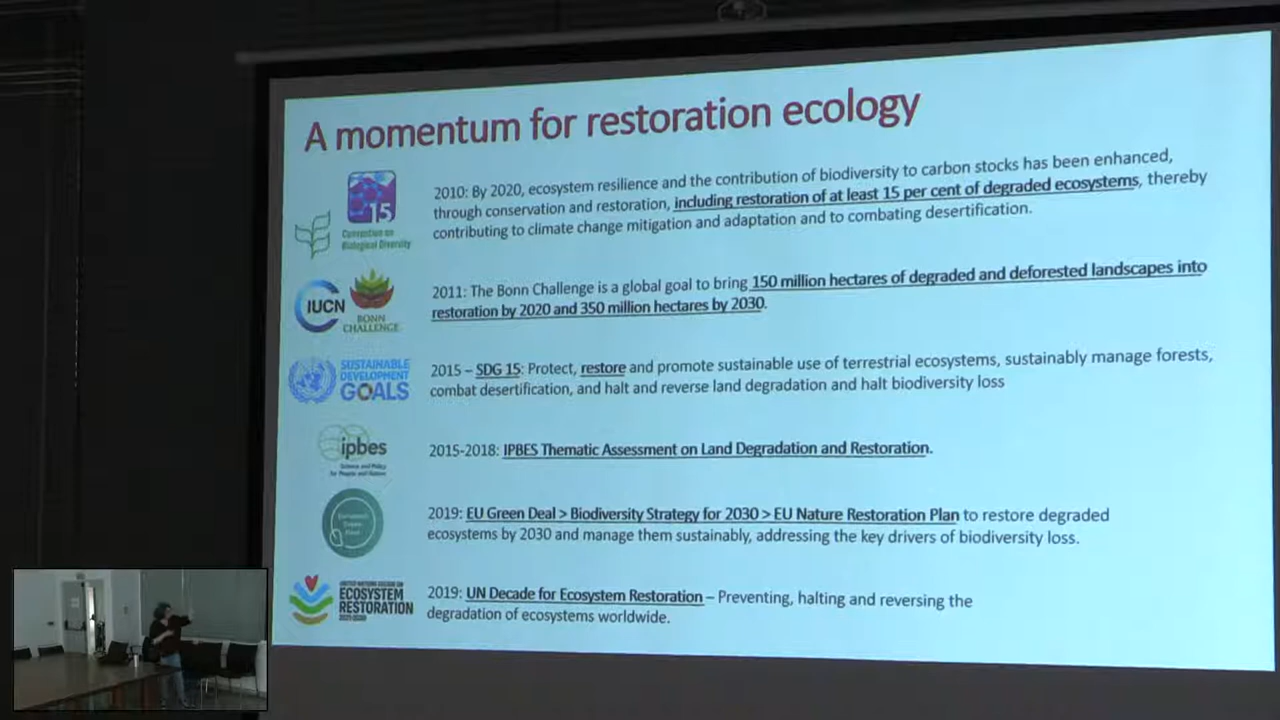 A momentum for restoration ecology
15
Convention on
Biological Diversity
2010: By 2020, ecosystem resilience and the contribution of biodiversity to carbon stocks has been enhanced,
through conservation and restoration, including restoration of at least 15 per cent of degraded ecosystems, thereby
contributing to climate change mitigation and adaptation and to combating desertification.
IUCN
BONN
CHALLENGE
2011: The Bonn Challenge is a global goal to bring 150 million hectares of degraded and deforested landscapes into
restoration by 2020 and 350 million hectares by 2030.
SUSTAINABLE
DEVELOPMENT
GOALS
2015 – SDG 15: Protect, restore and promote sustainable use of terrestrial ecosystems, sustainably manage forests,
combat desertification, and halt and reverse land degradation and halt biodiversity loss
ipbes
Science and Policy
for People and Nature
2015-2018: IPBES Thematic Assessment on Land Degradation and Restoration.
European
Green
Deal
2019: EU Green Deal > Biodiversity Strategy for 2030 > EU Nature Restoration Plan to restore degraded
ecosystems by 2030 and manage them sustainably, addressing the key drivers of biodiversity loss.
UNITED NATIONS DECADE ON
ECOSYSTEM
RESTORATION
2021-2030
2019: UN Decade for Ecosystem Restoration – Preventing, halting and reversing the
degradation of ecosystems worldwide.